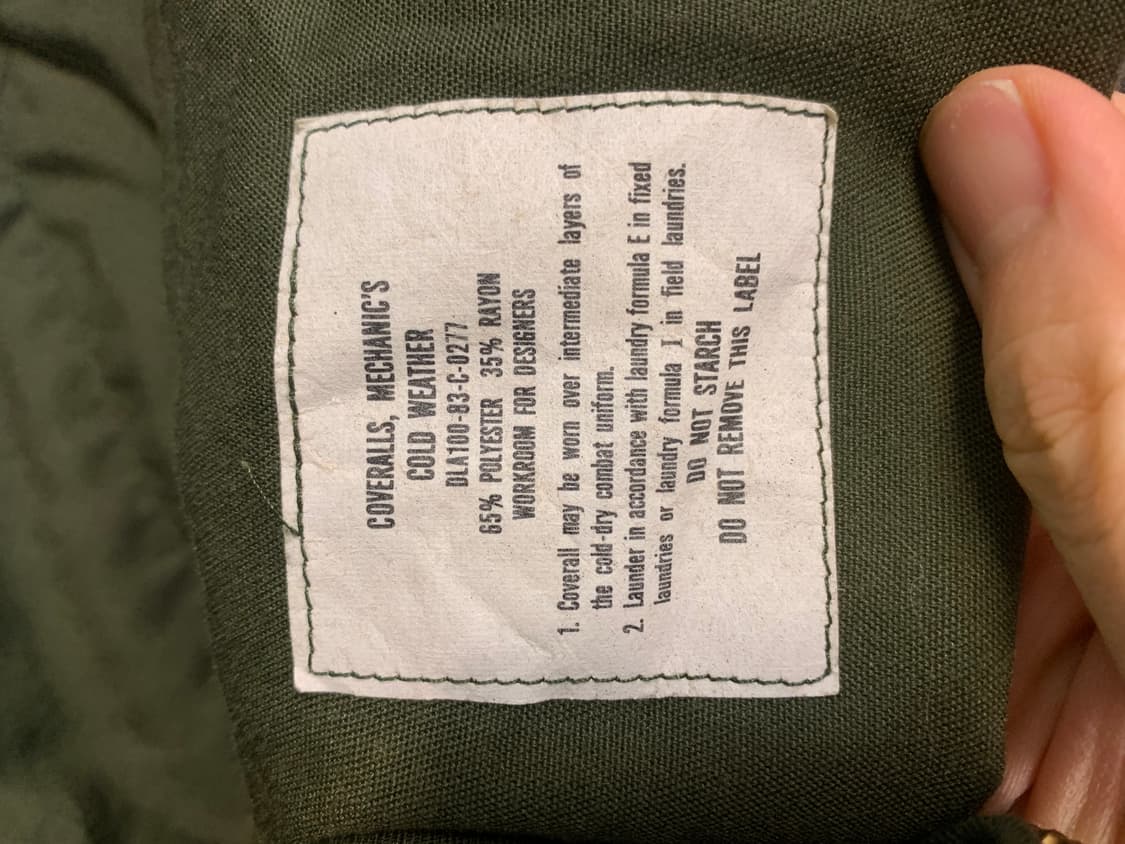 COVERALLS, MECHANIC'S
COLD WEATHER
DLA100-83-C-0277
65% POLYESTER 35% RAYON
WORKROOM FOR DESIGNERS
1. Coverall may be worn over intermediate layers of
the cold-dry combat uniform.
2. Launder in accordance with laundry formula E in fixed
laundries or laundry formula J in field laundries.
DO NOT STARCH
DO NOT REMOVE THIS LABEL